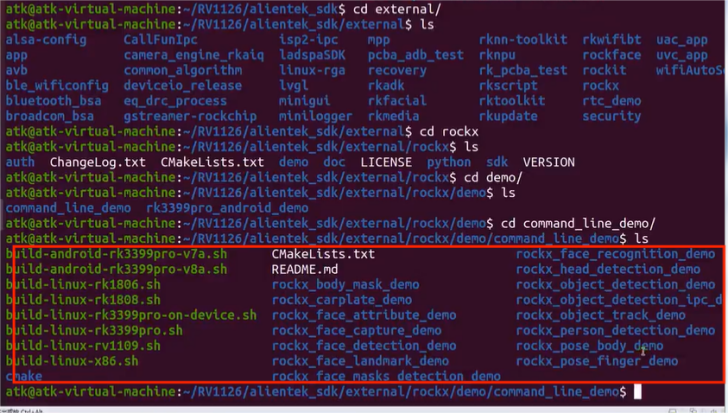 atk@atk-virtual-machine:~/RV1126/alientek_sdk$ cd external/
atk@atk-virtual-machine:~/RV1126/alientek_sdk/external$ ls
alsa-config CallFunIpc isp2-ipc mpp rknn-toolkit rkwifibt uac_app
app camera_engine_rkaiq ladspaSDK pcba_adb_test rknpu rockface uvc_app
avb common_algorithm linux-rga recovery rk_pcba_test rockit wifiAutoSe
ble_wificonfig deviceio_release lvgl rkadk rkscript rockx
bluetooth_bsa eq_drc_process minigui rkfacial rktoolkit rtc_demo
broadcom_bsa gstreamer-rockchip minilogger rkmedia rkupdate security
atk@atk-virtual-machine:~/RV1126/alientek_sdk/external$ cd rockx
atk@atk-virtual-machine:~/RV1126/alientek_sdk/external/rockx$ ls
auth ChangeLog.txt CMakeLists.txt demo doc LICENSE python sdk VERSION
atk@atk-virtual-machine:~/RV1126/alientek_sdk/external/rockx$ cd demo/
atk@atk-virtual-machine:~/RV1126/alientek_sdk/external/rockx/demo$ ls
command_line_demo rk3399pro_android_demo
atk@atk-virtual-machine:~/RV1126/alientek_sdk/external/rockx/demo$ cd command_line_demo/
atk@atk-virtual-machine:~/RV1126/alientek_sdk/external/rockx/demo/command_line_demo$ ls
build-android-rk3399pro-v7a.sh CMakeLists.txt rockx_face_recognition_demo
build-android-rk3399pro-v8a.sh README.md rockx_head_detection_demo
build-linux-rk1806.sh rockx_body_mask_demo rockx_object_detection_demo
build-linux-rk1808.sh rockx_carplate_demo rockx_object_detection_ipc_d
build-linux-rk3399pro-on-device.sh rockx_face_attribute_demo rockx_object_track_demo
build-linux-rk3399pro.sh rockx_face_capture_demo rockx_person_detection_demo
build-linux-rv1109.sh rockx_face_detection_demo rockx_pose_body_demo
build-linux-x86.sh rockx_face_landmark_demo rockx_pose_finger_demo
cmake rockx_face_masks_detection_demo
atk@atk-virtual-machine:~/RV1126/alientek_sdk/external/rockx/demo/command_line_demo$